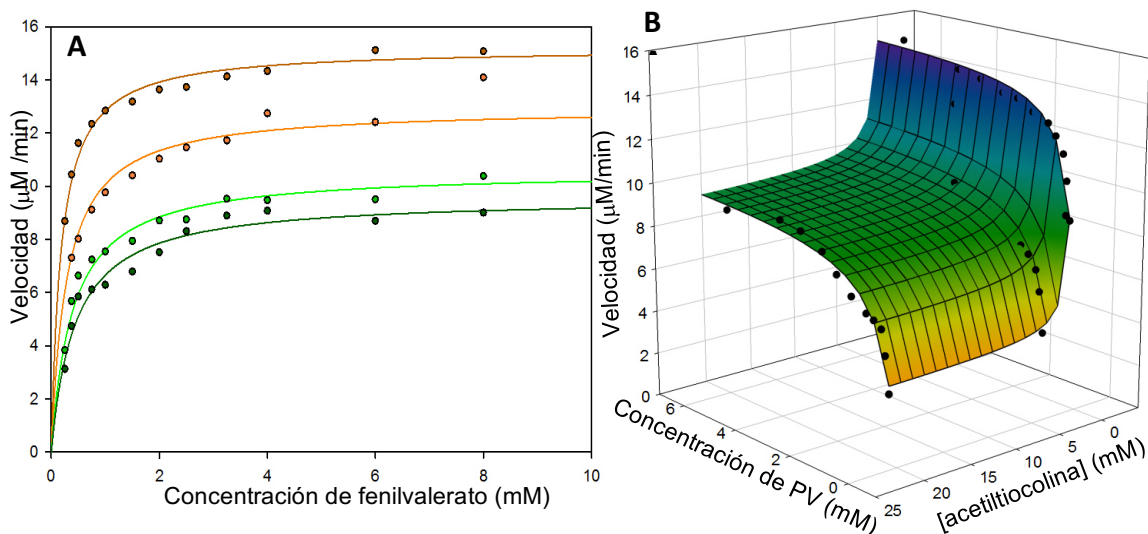 A
Velocidad (μM /min)
16
14
12
10
8
6
4
2
0
0 2 4 6 8 10
Concentración de fenilvalerato (mM)
B
Velocidad (μM/min)
16
14
12
10
8
6
4
2
0
6 4 2 0
Concentración de PV (mM)
25 20 15 10 5 0
[acetiltiocolina] (mM)